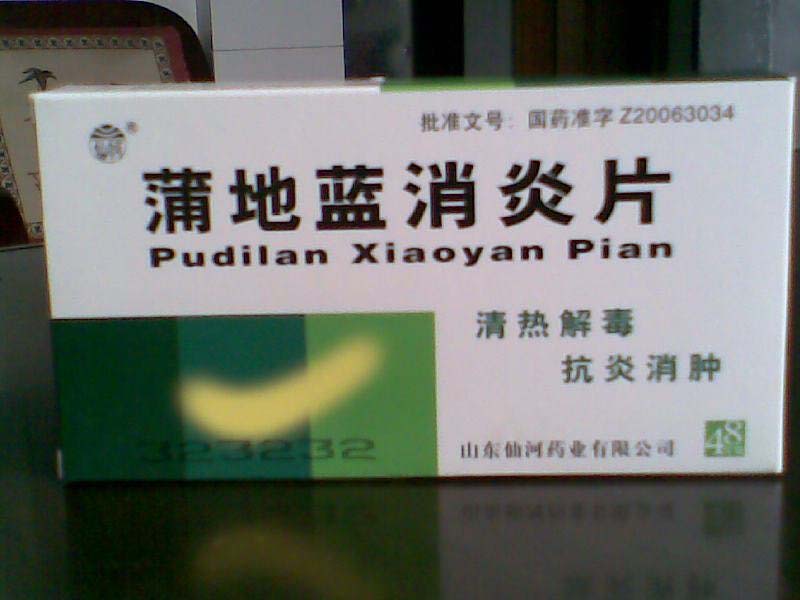 批准文号：国药准字 Z20063034
蒲地蓝消炎片
Pudilan Xiaoyan Pian
清热解毒
抗炎消肿
323232
山东仙河药业有限公司
48